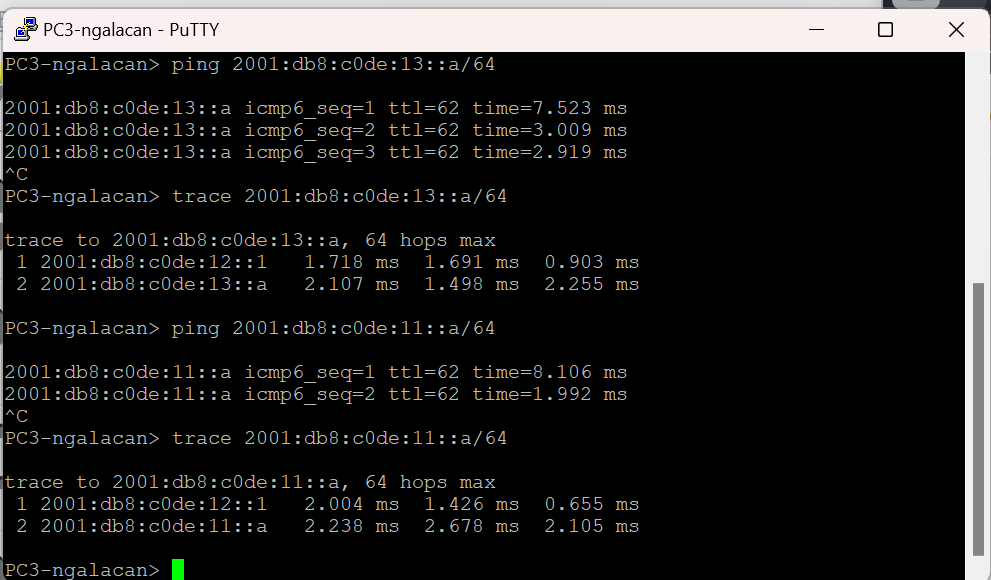 PC3-ngalacan - PuTTY
PC3-ngalacan> ping 2001:db8:c0de:13::a/64
2001:db8:c0de:13::a icmp6_seq=1 ttl=62 time=7.523 ms
2001:db8:c0de:13::a icmp6_seq=2 ttl=62 time=3.009 ms
2001:db8:c0de:13::a icmp6_seq=3 ttl=62 time=2.919 ms
^C
PC3-ngalacan> trace 2001:db8:c0de:13::a/64
trace to 2001:db8:c0de:13::a, 64 hops max
1 2001:db8:c0de:12::1 1.718 ms 1.691 ms 0.903 ms
2 2001:db8:c0de:13::a 2.107 ms 1.498 ms 2.255 ms
PC3-ngalacan> ping 2001:db8:c0de:11::a/64
2001:db8:c0de:11::a icmp6_seq=1 ttl=62 time=8.106 ms
2001:db8:c0de:11::a icmp6_seq=2 ttl=62 time=1.992 ms
^C
PC3-ngalacan> trace 2001:db8:c0de:11::a/64
trace to 2001:db8:c0de:11::a, 64 hops max
1 2001:db8:c0de:12::1 2.004 ms 1.426 ms 0.655 ms
2 2001:db8:c0de:11::a 2.238 ms 2.678 ms 2.105 ms
PC3-ngalacan>